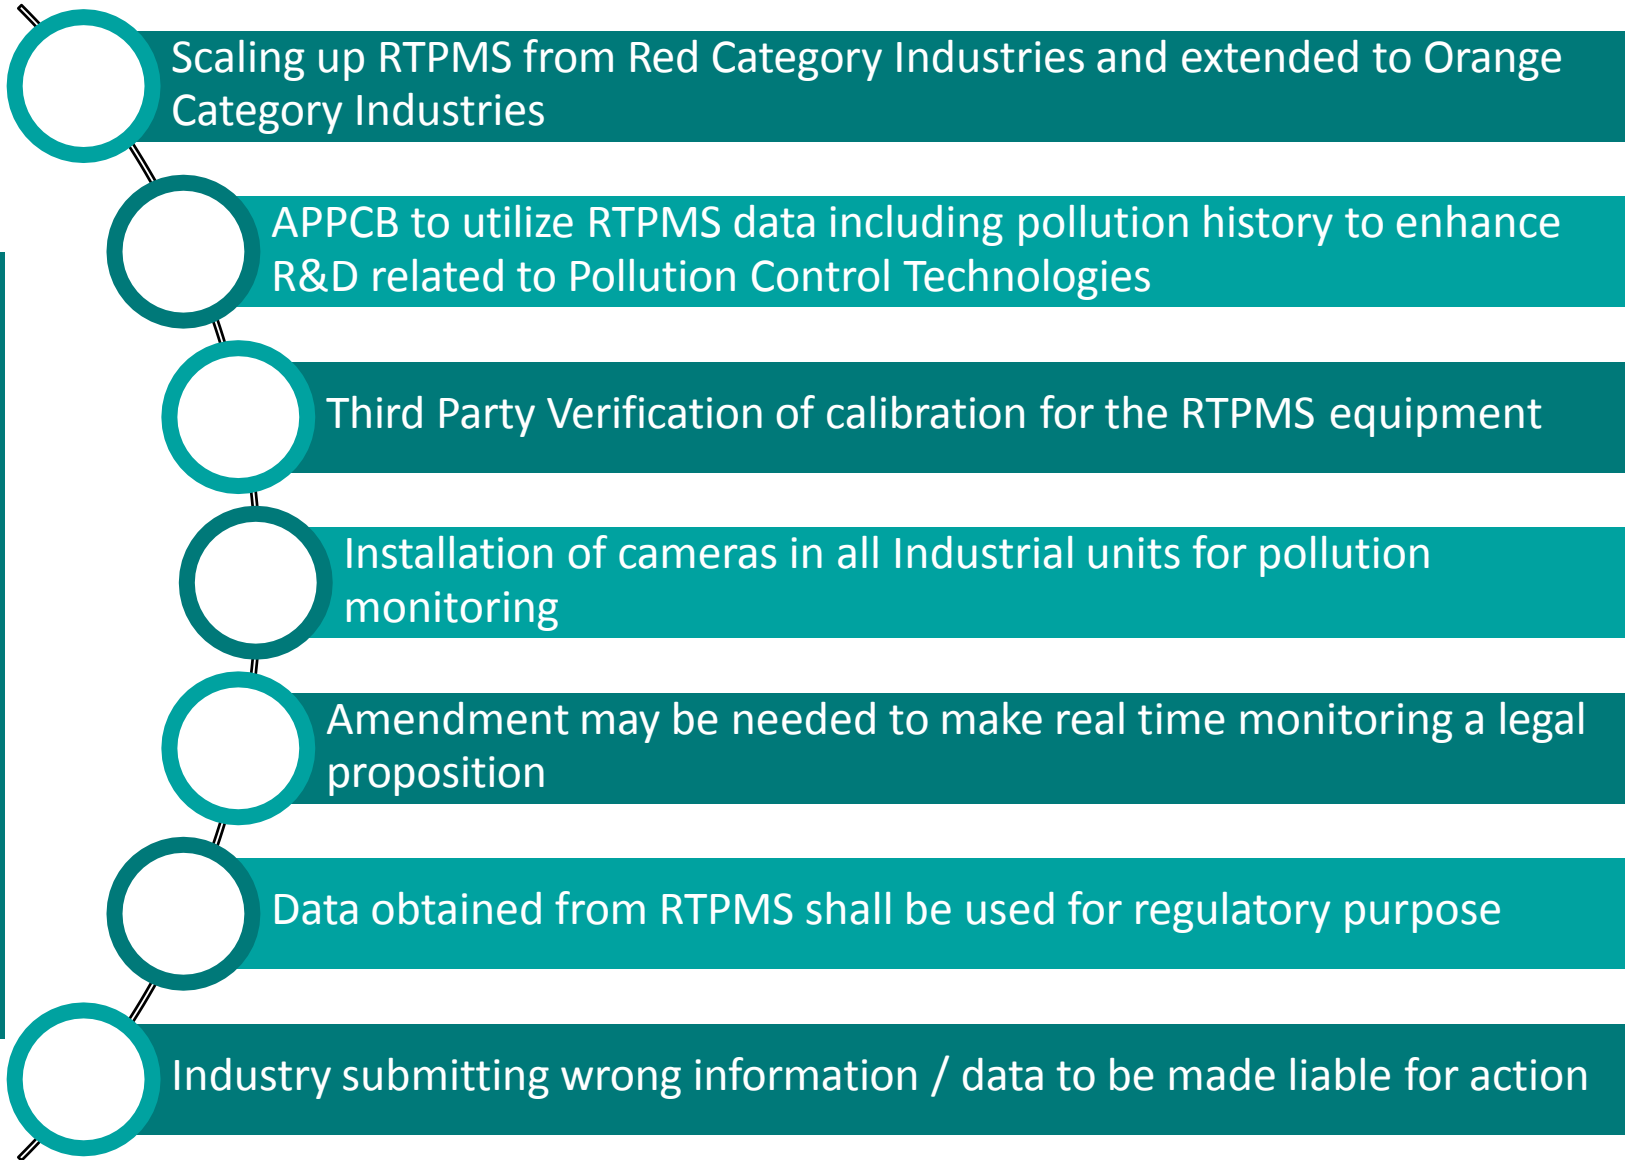 Scaling up RTPMS from Red Category Industries and extended to Orange
Category Industries
APPCB to utilize RTPMS data including pollution history to enhance
R&D related to Pollution Control Technologies
Third Party Verification of calibration for the RTPMS equipment
Installation of cameras in all Industrial units for pollution
monitoring
Amendment may be needed to make real time monitoring a legal
proposition
Data obtained from RTPMS shall be used for regulatory purpose
Industry submitting wrong information / data to be made liable for action